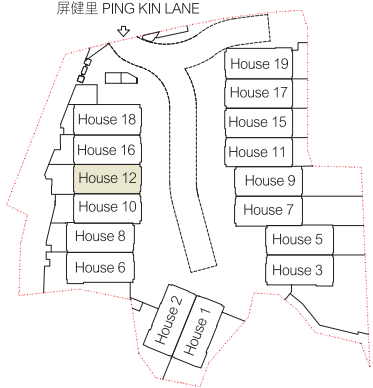 屏健里 PING KIN LANE
House 19
House 17
House 18
House 15
House 16
House 11
House 12
House 9
House 10
House 7
House 8
House 5
House 6
House 3
House 2
House 1